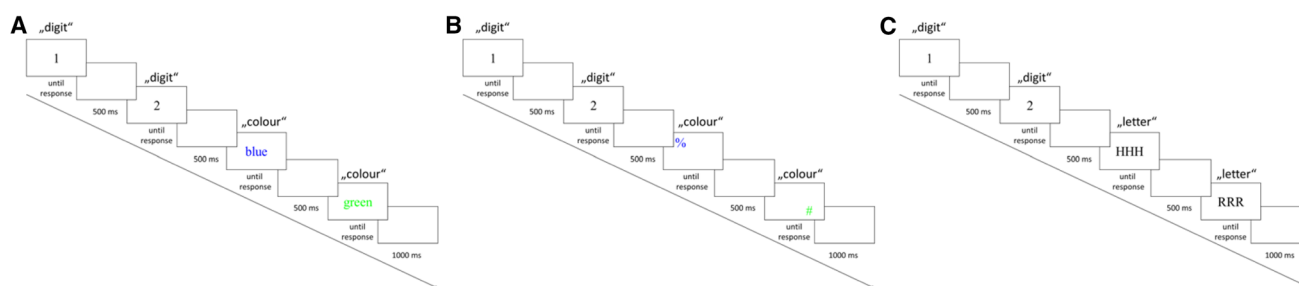 A
„digit“
1
until
response
500 ms
„digit“
2
until
response
500 ms
„colour“
blue
until
response
500 ms
„colour“
green
until
response
1000 ms
B
„digit“
1
until
response
500 ms
„digit“
2
until
response
500 ms
„colour“
%
until
response
500 ms
„colour“
#
until
response
1000 ms
C
„digit“
1
until
response
500 ms
„digit“
2
until
response
500 ms
„letter“
HHH
until
response
500 ms
„letter“
RRR
until
response
1000 ms